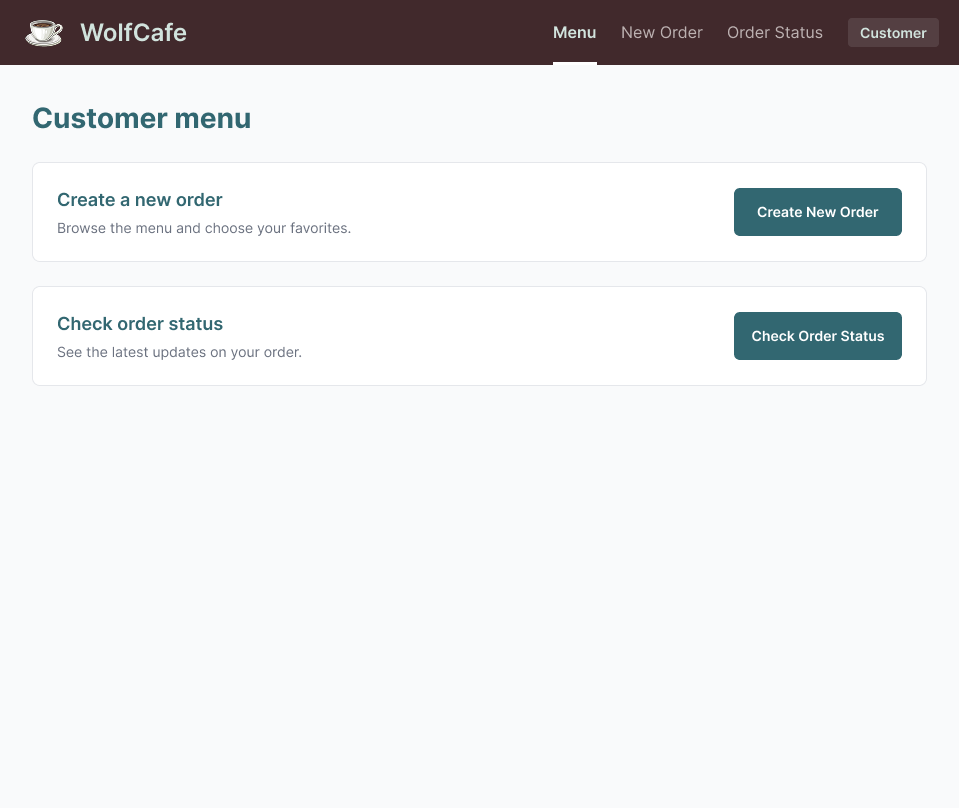 WolfCafe
Menu
New Order
Order Status
Customer
Customer menu
Create a new order
Browse the menu and choose your favorites.
Create New Order
Check order status
See the latest updates on your order.
Check Order Status